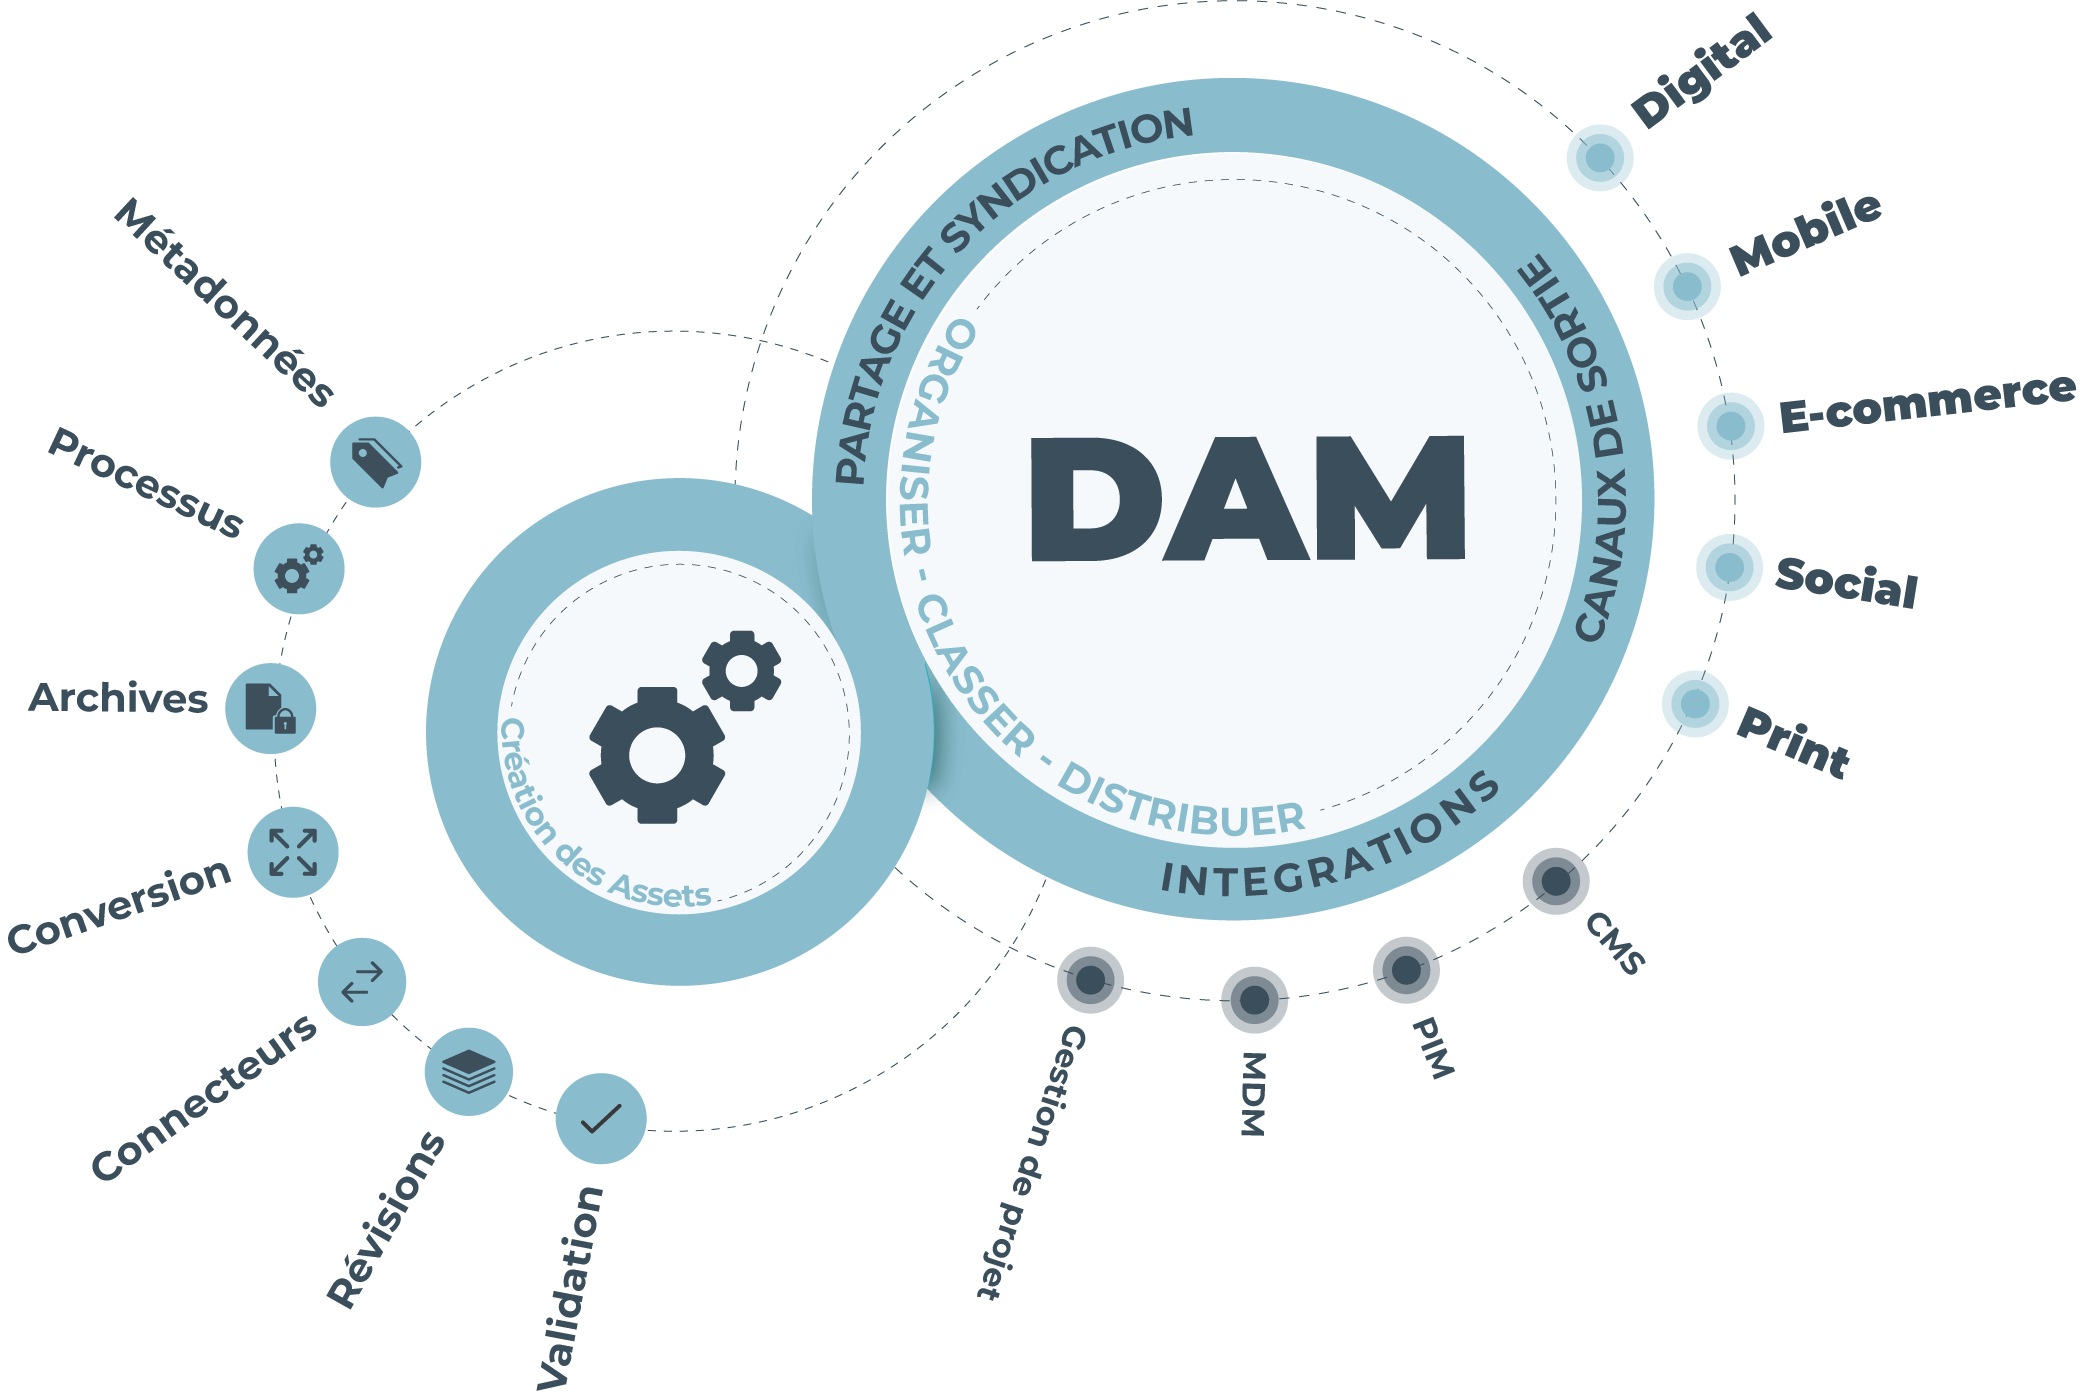 Métadonnées
Processus
Archives
Conversion
Connecteurs
Révisions
Validation
Création des Assets
DAM
ORGANISER - CLASSER - DISTRIBUER
PARTAGE ET SYNDICATION
CANAUX DE SORTIE
INTEGRATIONS
Digital
Mobile
E-commerce
Social
Print
CMS
PIM
MDM
Gestion de projet